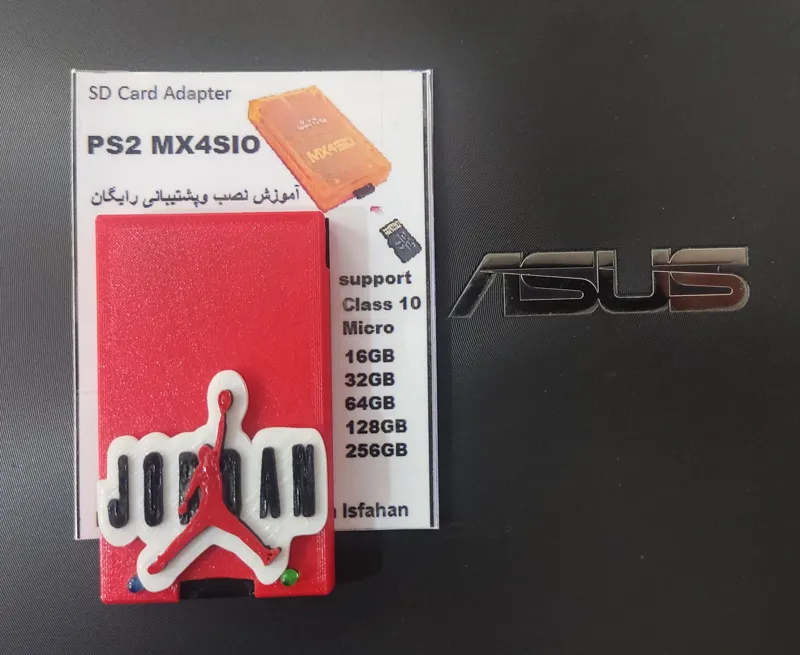 SD Card Adapter
PS2 MX4SIO
MX4SIO
آموزش نصب وپشتیبانی رایگان
support
Class 10
Micro
16GB
32GB
64GB
128GB
256GB
Isfahan
JORDAN
ASUS